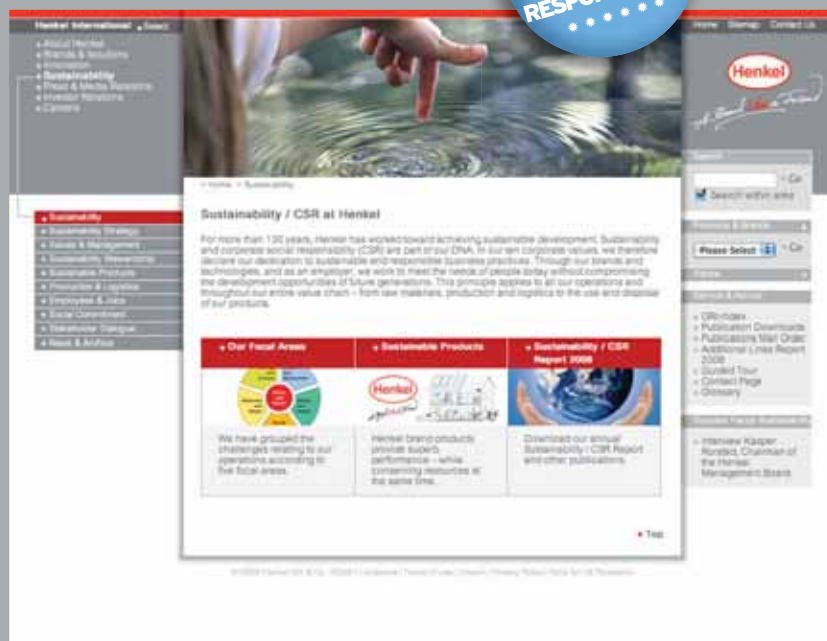 RESPON
Henkel International Select
Home Sitemap Contact Us
About Henkel
Brands & Solutions
Innovation
Sustainability
Press & Media Relations
Investor Relations
Careers
Henkel
A Brand like a Friend
Search
Go
Search within area
Please Select Go
> Home > Sustainability
Sustainability / CSR at Henkel
For more than 130 years, Henkel has worked toward achieving sustainable development. Sustainability
and corporate social responsibility (CSR) are part of our DNA. In our ten corporate values, we therefore
declare our dedication to sustainable and responsible business practices. Through our brands and
technologies, and as an employer, we work to meet the needs of people today without compromising
the development opportunities of future generations. This principle applies to all our operations and
throughout our entire value chain – from raw materials, production and logistics to the use and disposal
of our products.
Sustainability
Sustainability Strategy
Values & Management
Sustainability Stewardship
Sustainable Products
Production & Logistics
Employees & Jobs
Social Commitment
Stakeholder Dialogue
News & Archive
Our Focal Areas
We have grouped the
challenges relating to our
operations according to
five focal areas.
Sustainable Products
Henkel
Henkel brand products
provide superb
performance – while
conserving resources at
the same time.
Sustainability / CSR
Report 2008
Download our annual
Sustainability / CSR Report
and other publications.
Top
GRI-Index
Publication Downloads
Publications Mail Order
Additional Links Report
2008
Guided Tour
Contact Page
Glossary
Interview Kasper
Rorsted, Chairman of
the Henkel
Management Board